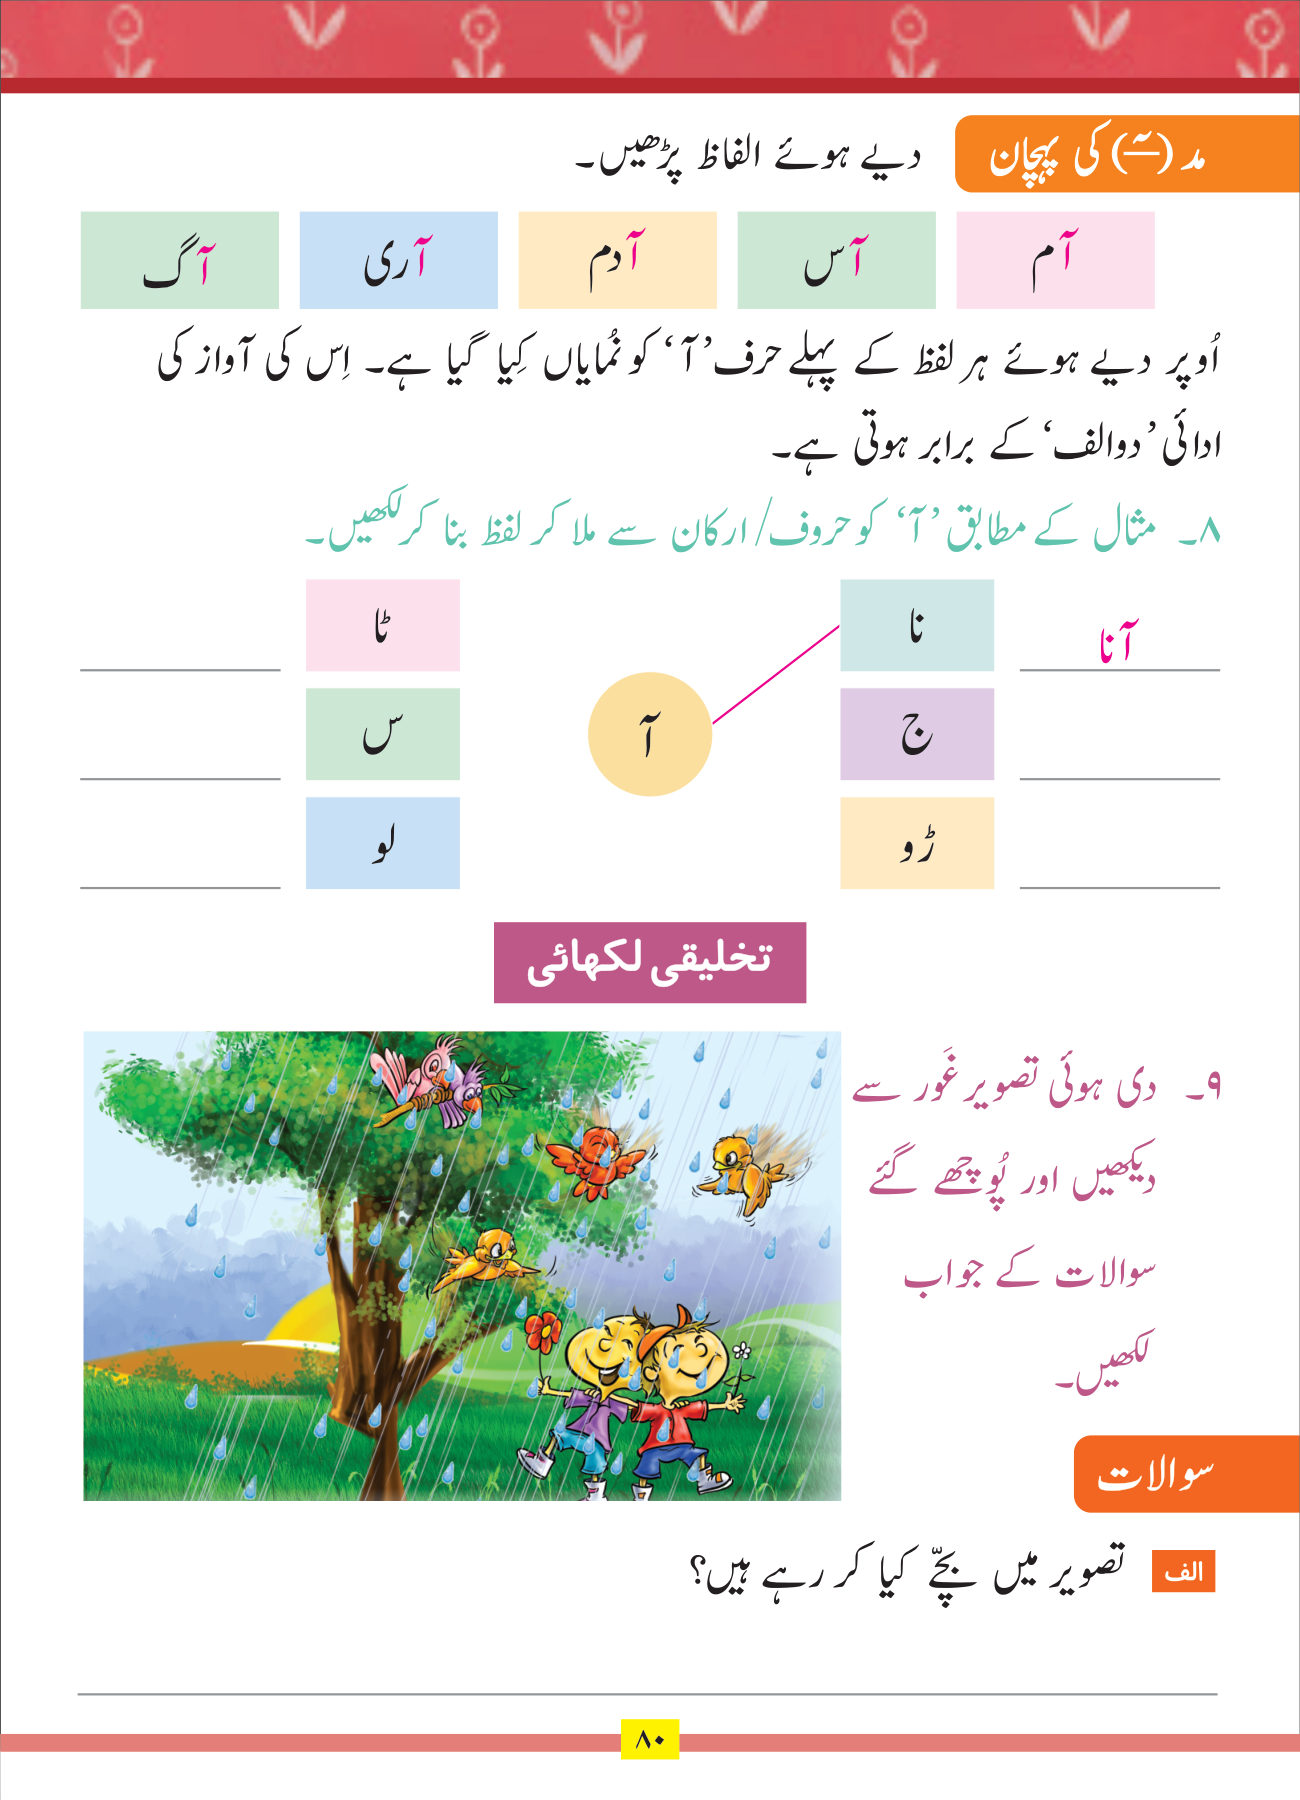 مد (ــٓـ) کی پہچان
دیے ہوئے الفاظ پڑھیں۔
آم
آس
آدم
آری
آگ
اُوپر دیے ہوئے ہر لفظ کے پہلے حرف ’آ‘ کو نُمایاں کِیا گیا ہے۔ اِس کی آواز کی
ادائی ’دوالف‘ کے برابر ہوتی ہے۔
۸۔ مثال کے مطابق ’آ‘ کو حروف/ارکان سے ملا کر لفظ بنا کر لکھیں۔
آنا
نا
ٹا
ج
آ
س
ڑو
لو
تخلیقی لکھائی
۹۔ دی ہوئی تصویر غَور سے
دیکھیں اور پُوچھے گئے
سوالات کے جواب
لکھیں۔
سوالات
الف
تصویر میں بچّے کیا کر رہے ہیں؟
۸۰